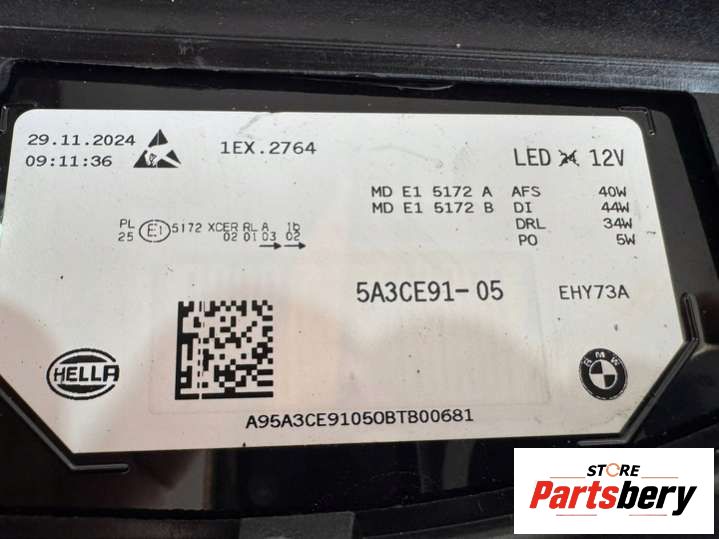 29.11.2024
09:11:36
1EX.2764
LED 24 12V
MD E1 5172 A AFS 40W
MD E1 5172 B DI 44W
DRL 34W
PO 5W
PL
25 E1 5172 XCER RL A 1b
02 01 03 02
5A3CE91-05
EHY73A
HELLA
BMW
A95A3CE9105OBTB00681
STORE
Partsbery